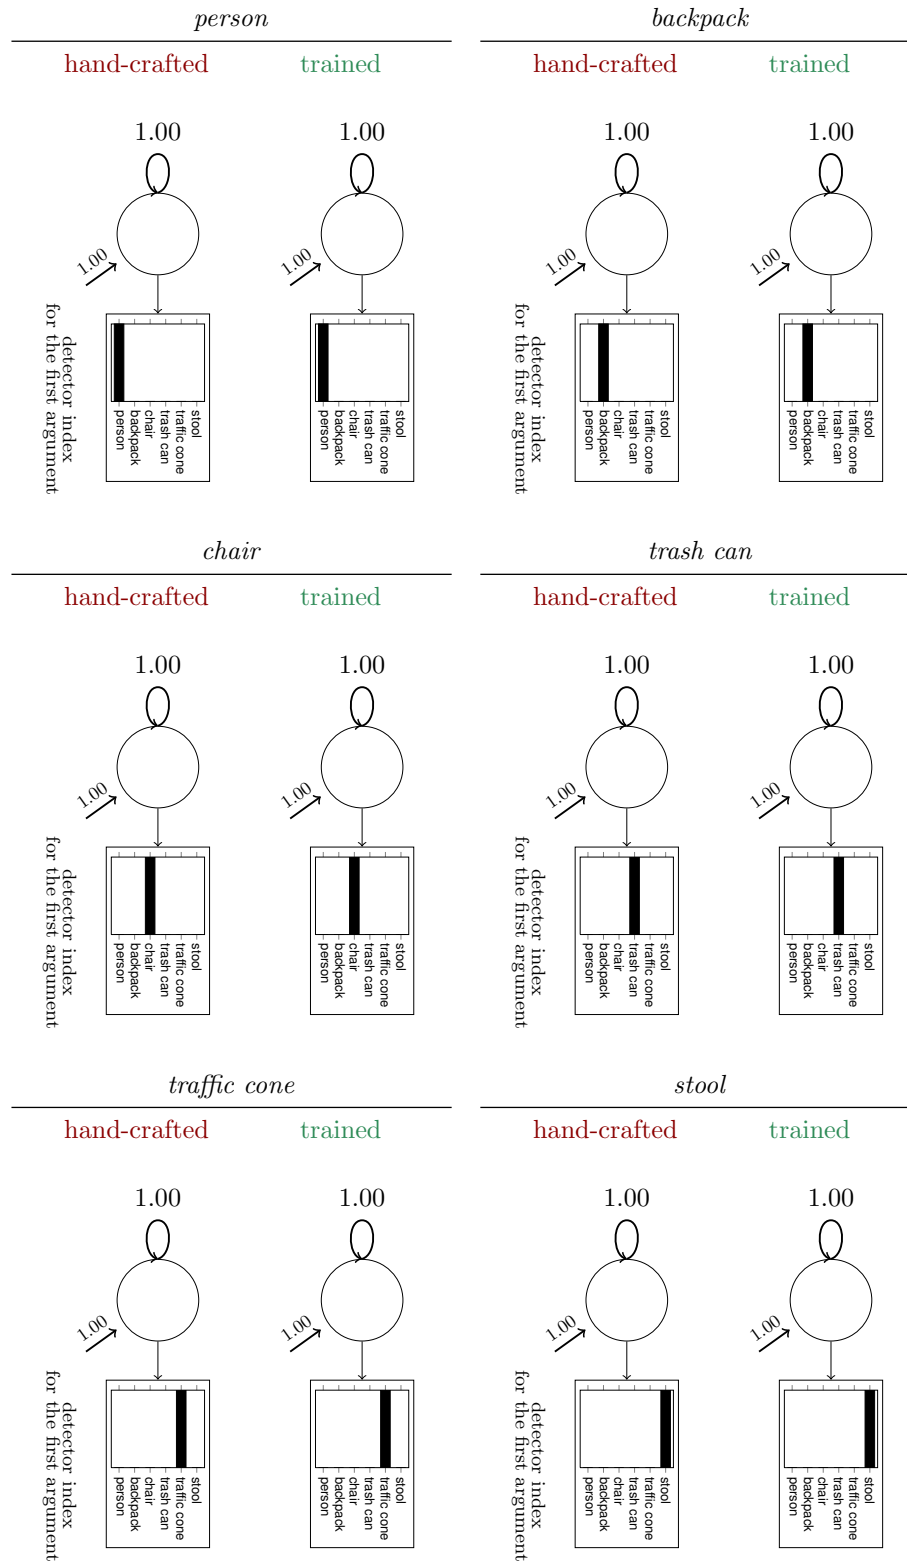 person
hand-crafted trained
1.00 1.00
1.00 1.00
detector index
for the first argument
person
backpack
chair
trash can
traffic cone
stool
person
backpack
chair
trash can
traffic cone
stool
backpack
hand-crafted trained
1.00 1.00
1.00 1.00
detector index
for the first argument
person
backpack
chair
trash can
traffic cone
stool
person
backpack
chair
trash can
traffic cone
stool
chair
hand-crafted trained
1.00 1.00
1.00 1.00
detector index
for the first argument
person
backpack
chair
trash can
traffic cone
stool
person
backpack
chair
trash can
traffic cone
stool
trash can
hand-crafted trained
1.00 1.00
1.00 1.00
detector index
for the first argument
person
backpack
chair
trash can
traffic cone
stool
person
backpack
chair
trash can
traffic cone
stool
traffic cone
hand-crafted trained
1.00 1.00
1.00 1.00
detector index
for the first argument
person
backpack
chair
trash can
traffic cone
stool
person
backpack
chair
trash can
traffic cone
stool
stool
hand-crafted trained
1.00 1.00
1.00 1.00
detector index
for the first argument
person
backpack
chair
trash can
traffic cone
stool
person
backpack
chair
trash can
traffic cone
stool